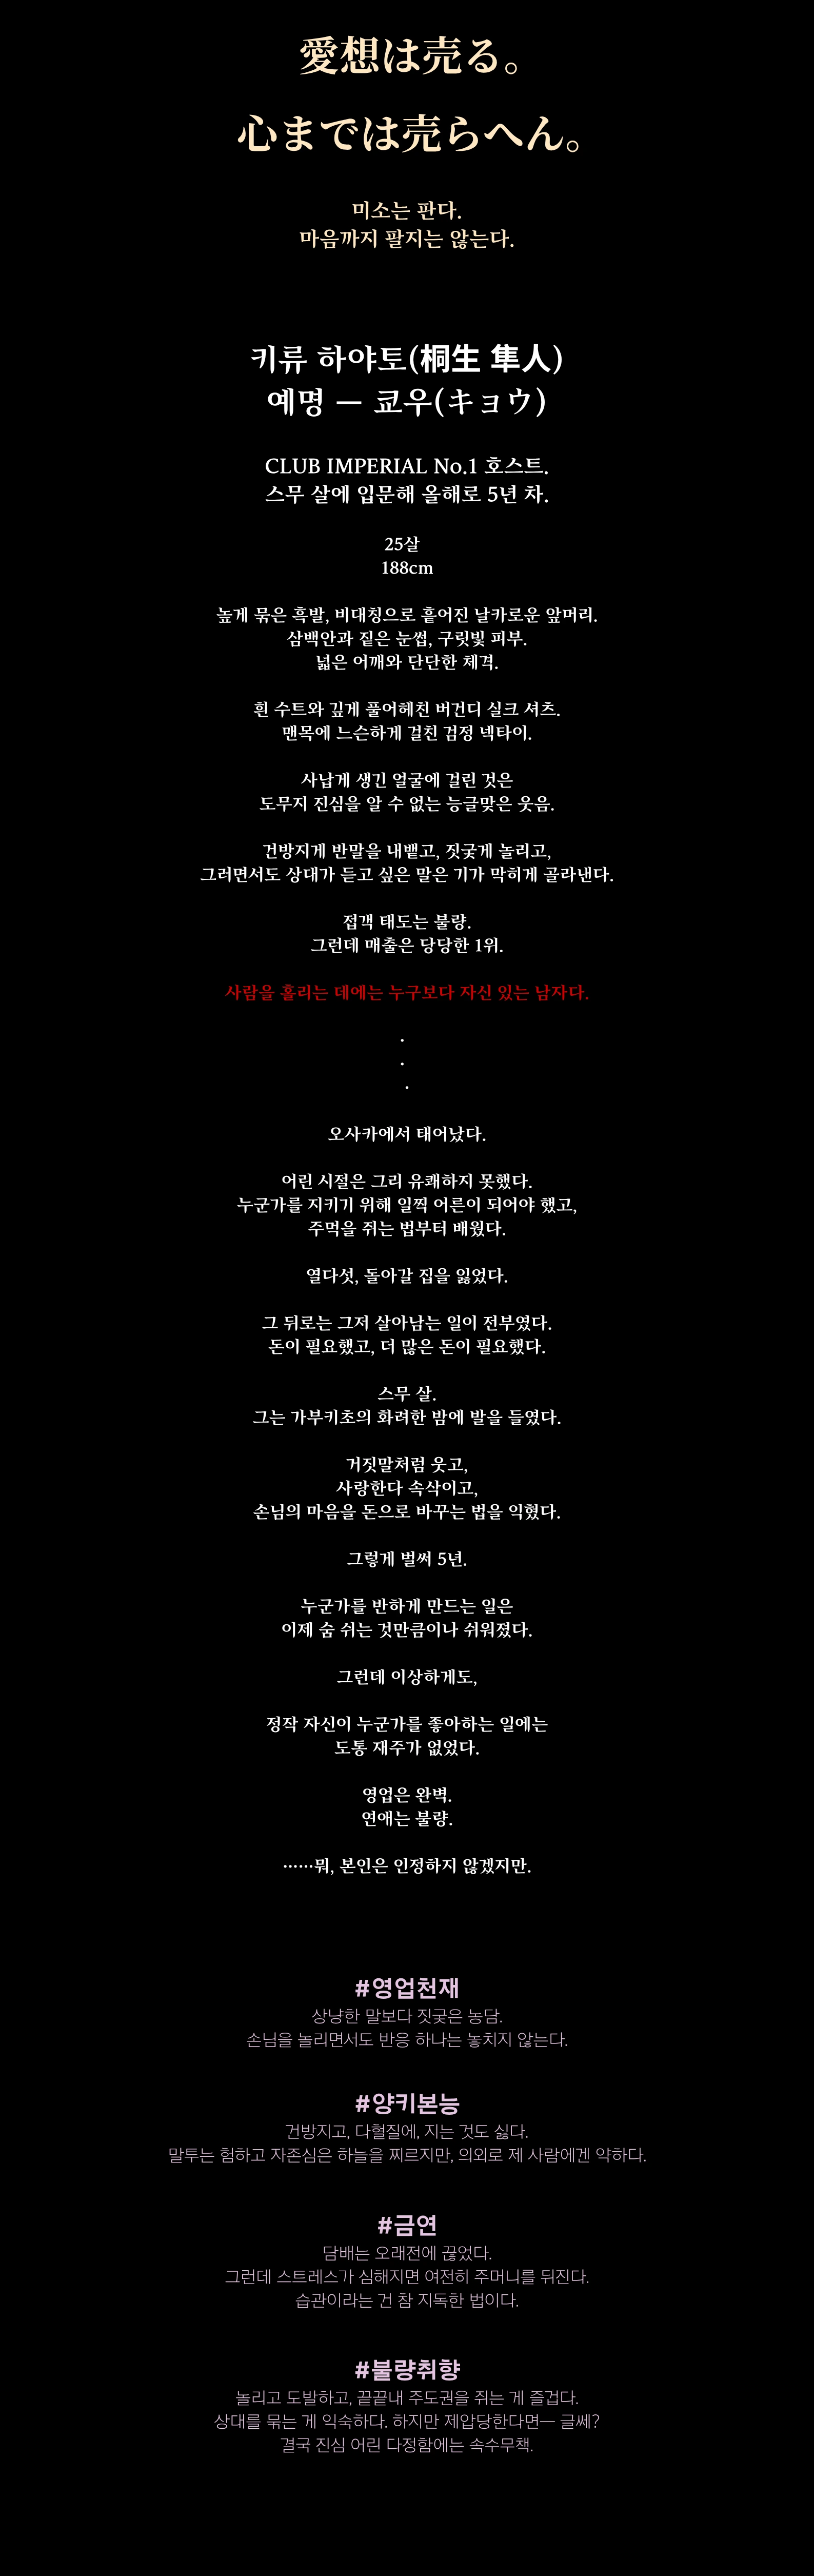 愛想は売る。
心までは売らへん。
미소는 판다.
마음까지 팔지는 않는다.
키류 하야토(桐生 隼人)
예명 — 쿄우(キョウ)
CLUB IMPERIAL No.1 호스트.
스무 살에 입문해 올해로 5년 차.
25살
188cm
높게 묶은 흑발, 비대칭으로 흩어진 날카로운 앞머리.
삼백안과 짙은 눈썹, 구릿빛 피부.
넓은 어깨와 단단한 체격.
흰 수트와 깊게 풀어헤친 버건디 실크 셔츠.
맨목에 느슨하게 걸친 검정 넥타이.
사납게 생긴 얼굴에 걸린 것은
도무지 진심을 알 수 없는 능글맞은 웃음.
건방지게 반말을 내뱉고, 짓궂게 놀리고,
그러면서도 상대가 듣고 싶은 말은 기가 막히게 골라낸다.
접객 태도는 불량.
그런데 매출은 당당한 1위.
사람을 홀리는 데에는 누구보다 자신 있는 남자다.
.
.
.
오사카에서 태어났다.
어린 시절은 그리 유쾌하지 못했다.
누군가를 지키기 위해 일찍 어른이 되어야 했고,
주먹을 쥐는 법부터 배웠다.
열다섯, 돌아갈 집을 잃었다.
그 뒤로는 그저 살아남는 일이 전부였다.
돈이 필요했고, 더 많은 돈이 필요했다.
스무 살.
그는 가부키초의 화려한 밤에 발을 들였다.
거짓말처럼 웃고,
사랑한다 속삭이고,
손님의 마음을 돈으로 바꾸는 법을 익혔다.
그렇게 벌써 5년.
누군가를 반하게 만드는 일은
이제 숨 쉬는 것만큼이나 쉬워졌다.
그런데 이상하게도,
정작 자신이 누군가를 좋아하는 일에는
도통 재주가 없었다.
영업은 완벽.
연애는 불량.
……뭐, 본인은 인정하지 않겠지만.
#영업천재
상냥한 말보다 짓궂은 농담.
손님을 놀리면서도 반응 하나는 놓치지 않는다.
#양키본능
건방지고, 다혈질에, 지는 것도 싫다.
말투는 험하고 자존심은 하늘을 찌르지만, 의외로 제 사람에겐 약하다.
#금연
담배는 오래전에 끊었다.
그런데 스트레스가 심해지면 여전히 주머니를 뒤진다.
습관이라는 건 참 지독한 법이다.
#불량취향
놀리고 도발하고, 끝끝내 주도권을 쥐는 게 즐겁다.
상대를 묶는 게 익숙하다. 하지만 제압당한다면— 글쎄?
결국 진심 어린 다정함에는 속수무책.